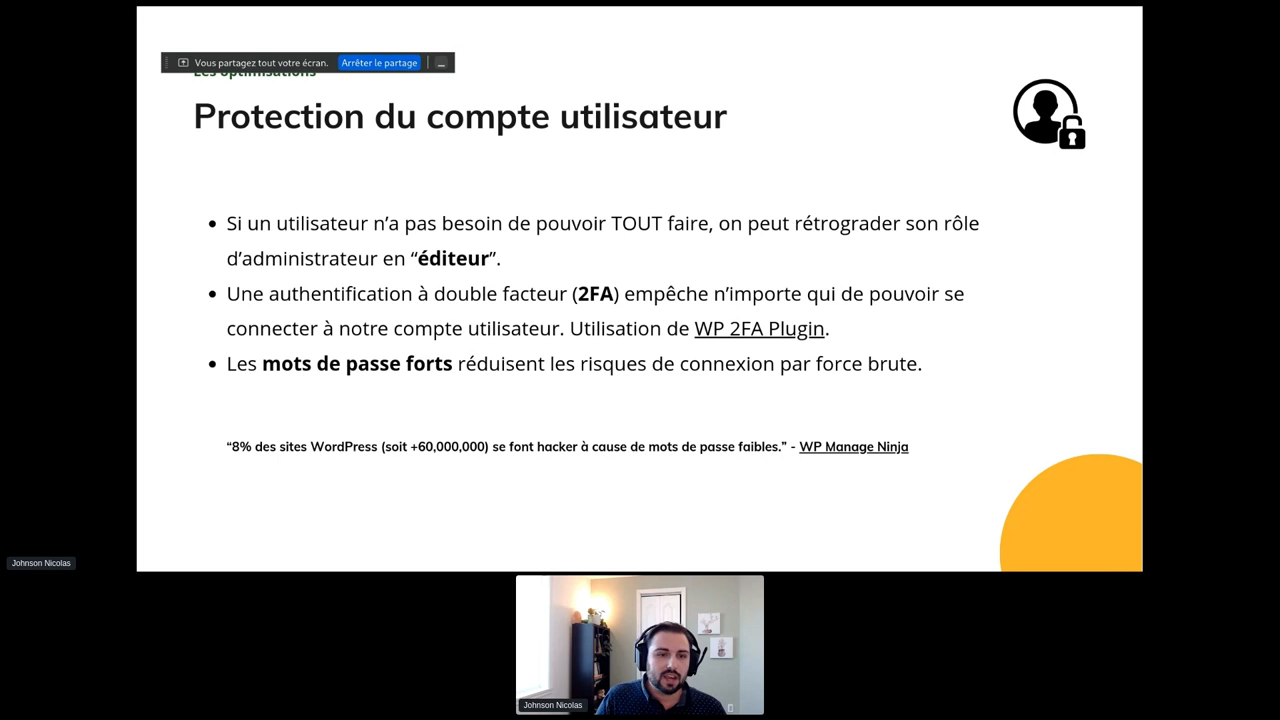 Vous partagez tout votre écran. Arrêter le partage
Les optimisations
Protection du compte utilisateur
• Si un utilisateur n’a pas besoin de pouvoir TOUT faire, on peut rétrograder son rôle
d’administrateur en “éditeur”.
• Une authentification à double facteur (2FA) empêche n’importe qui de pouvoir se
connecter à notre compte utilisateur. Utilisation de WP 2FA Plugin.
• Les mots de passe forts réduisent les risques de connexion par force brute.
“8% des sites WordPress (soit +60,000,000) se font hacker à cause de mots de passe faibles.” - WP Manage Ninja
Johnson Nicolas
Johnson Nicolas